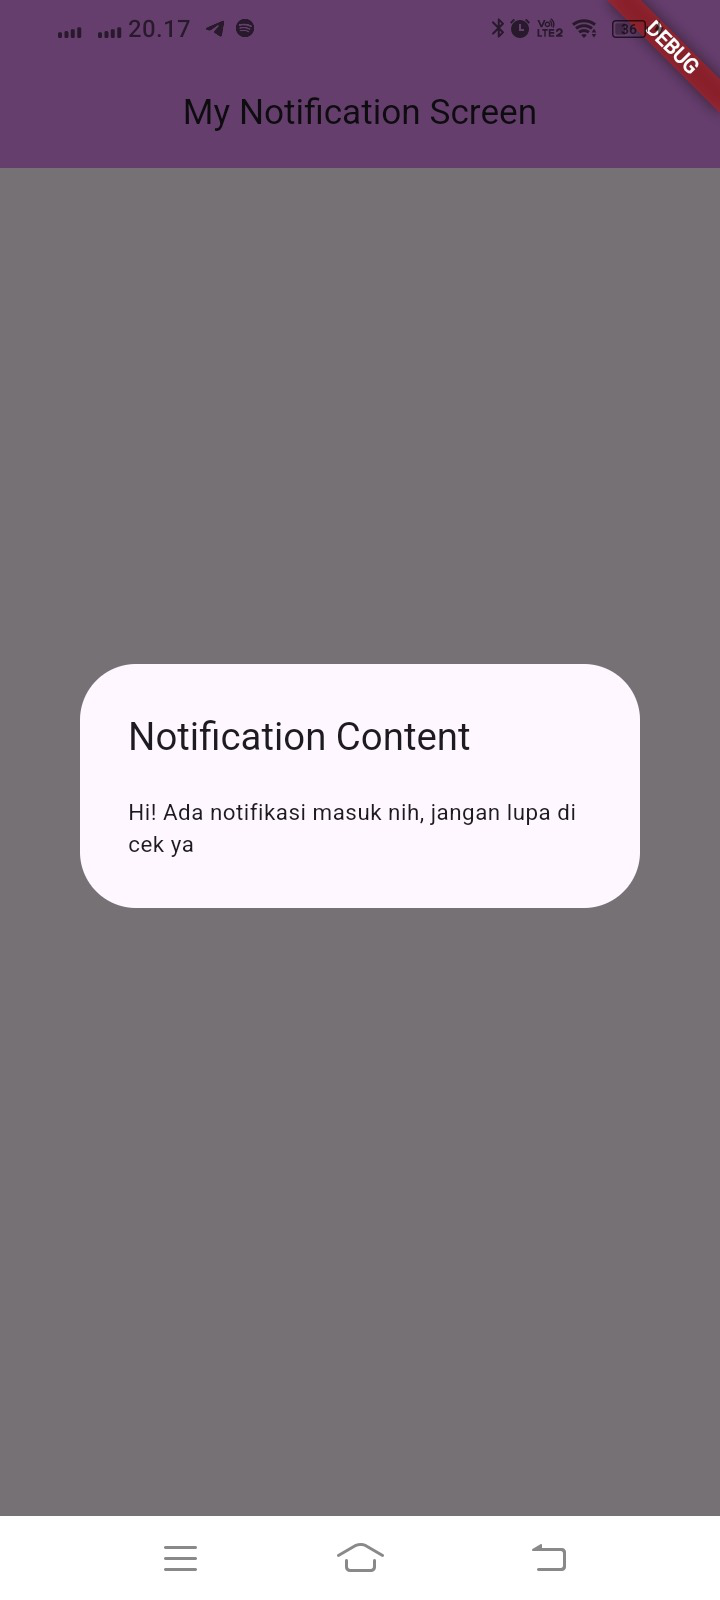 20.17
VoD LTE2
36
DEBUG
My Notification Screen
Notification Content
Hi! Ada notifikasi masuk nih, jangan lupa di
cek ya